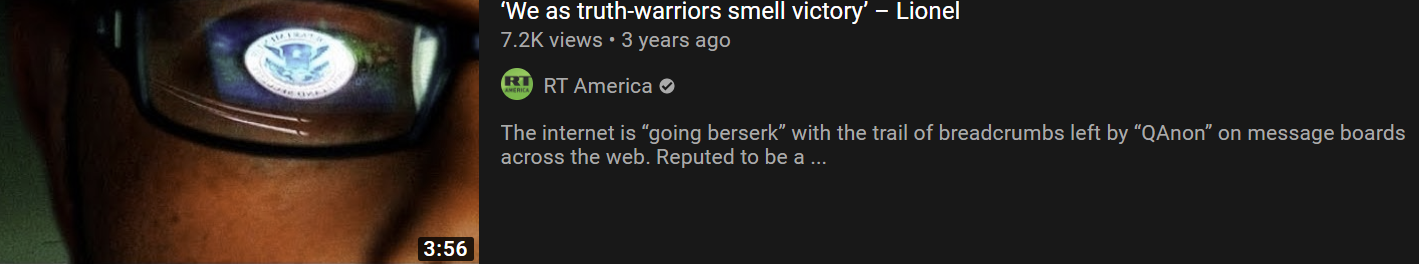 ‘We as truth-warriors smell victory’ – Lionel
7.2K views • 3 years ago
RT AMERICA
RT America
The internet is “going berserk” with the trail of breadcrumbs left by “QAnon” on message boards
across the web. Reputed to be a ...
3:56